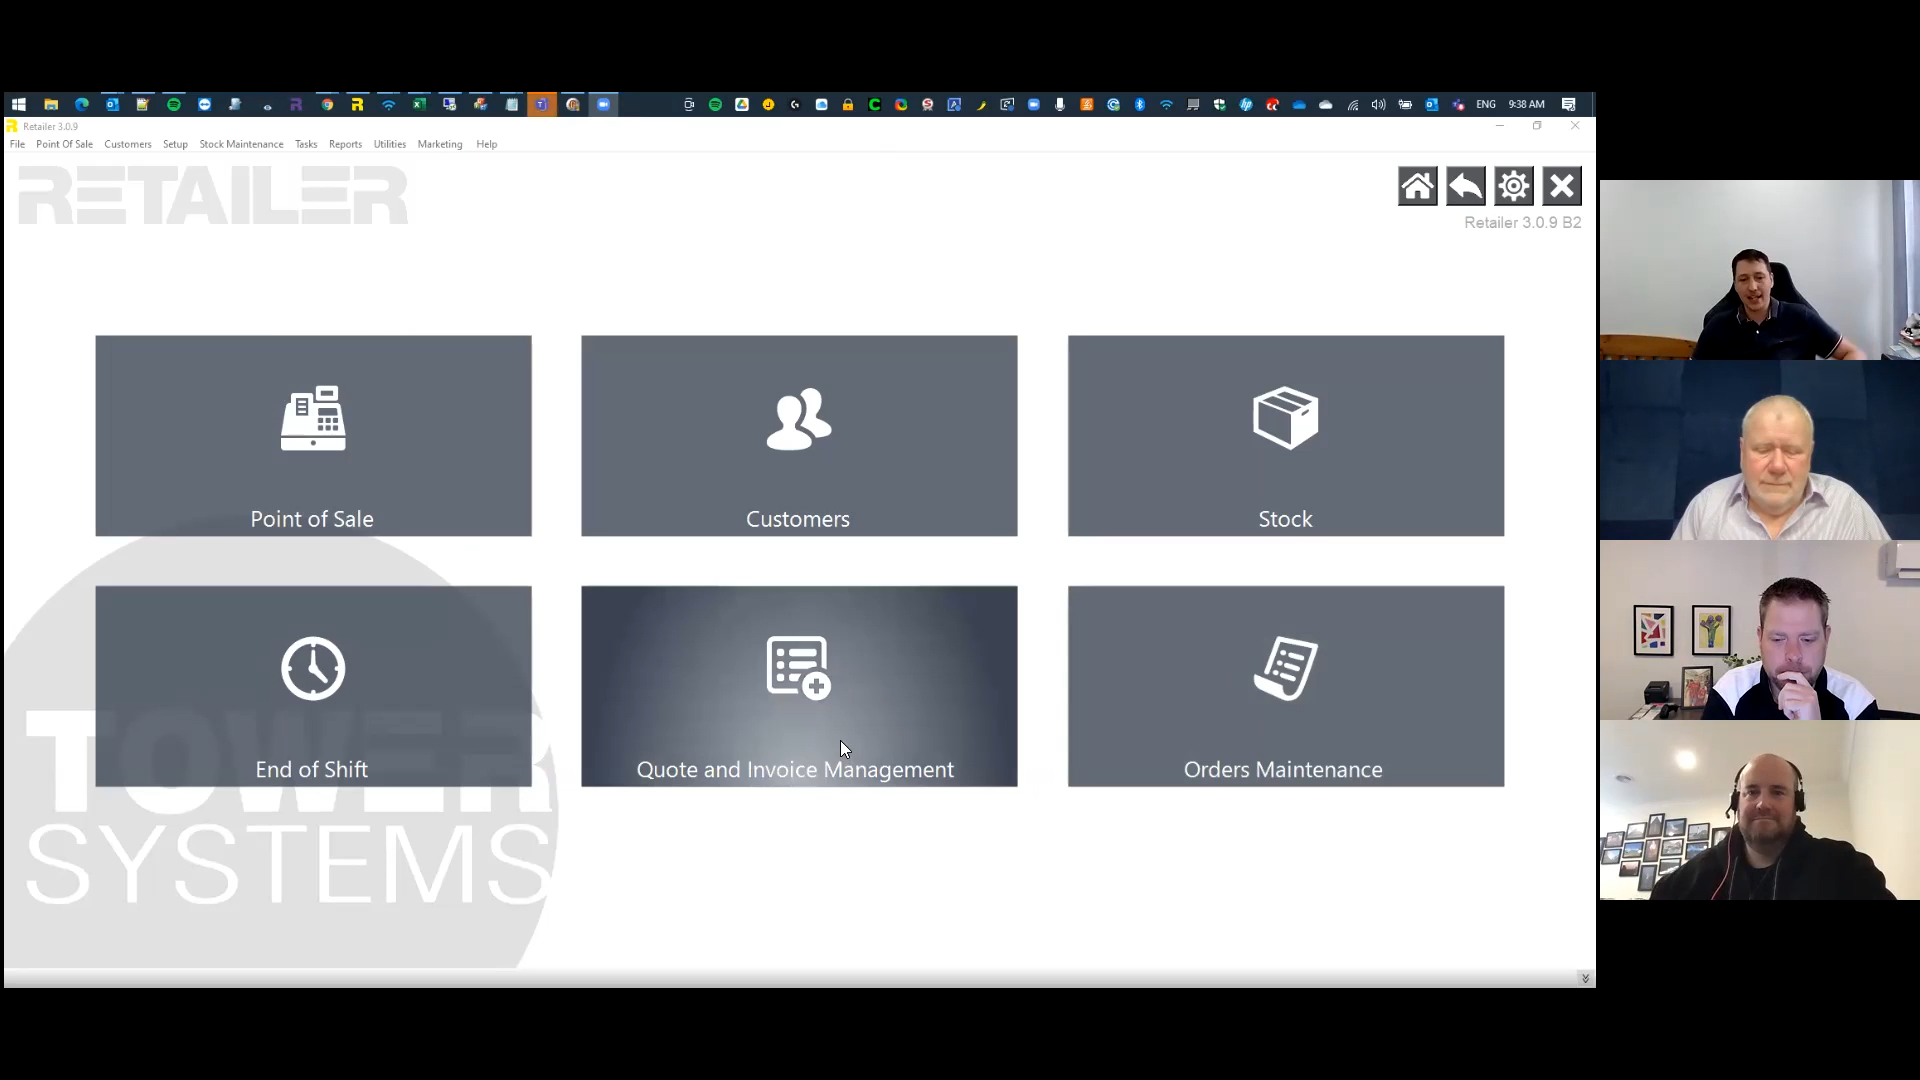 ENG 9:38 AM
Retailer 3.0.9
File Point Of Sale Customers Setup Stock Maintenance Tasks Reports Utilities Marketing Help
RETAILER
Retailer 3.0.9 B2
Point of Sale
Customers
Stock
End of Shift
Quote and Invoice Management
Orders Maintenance
TOWER
SYSTEMS